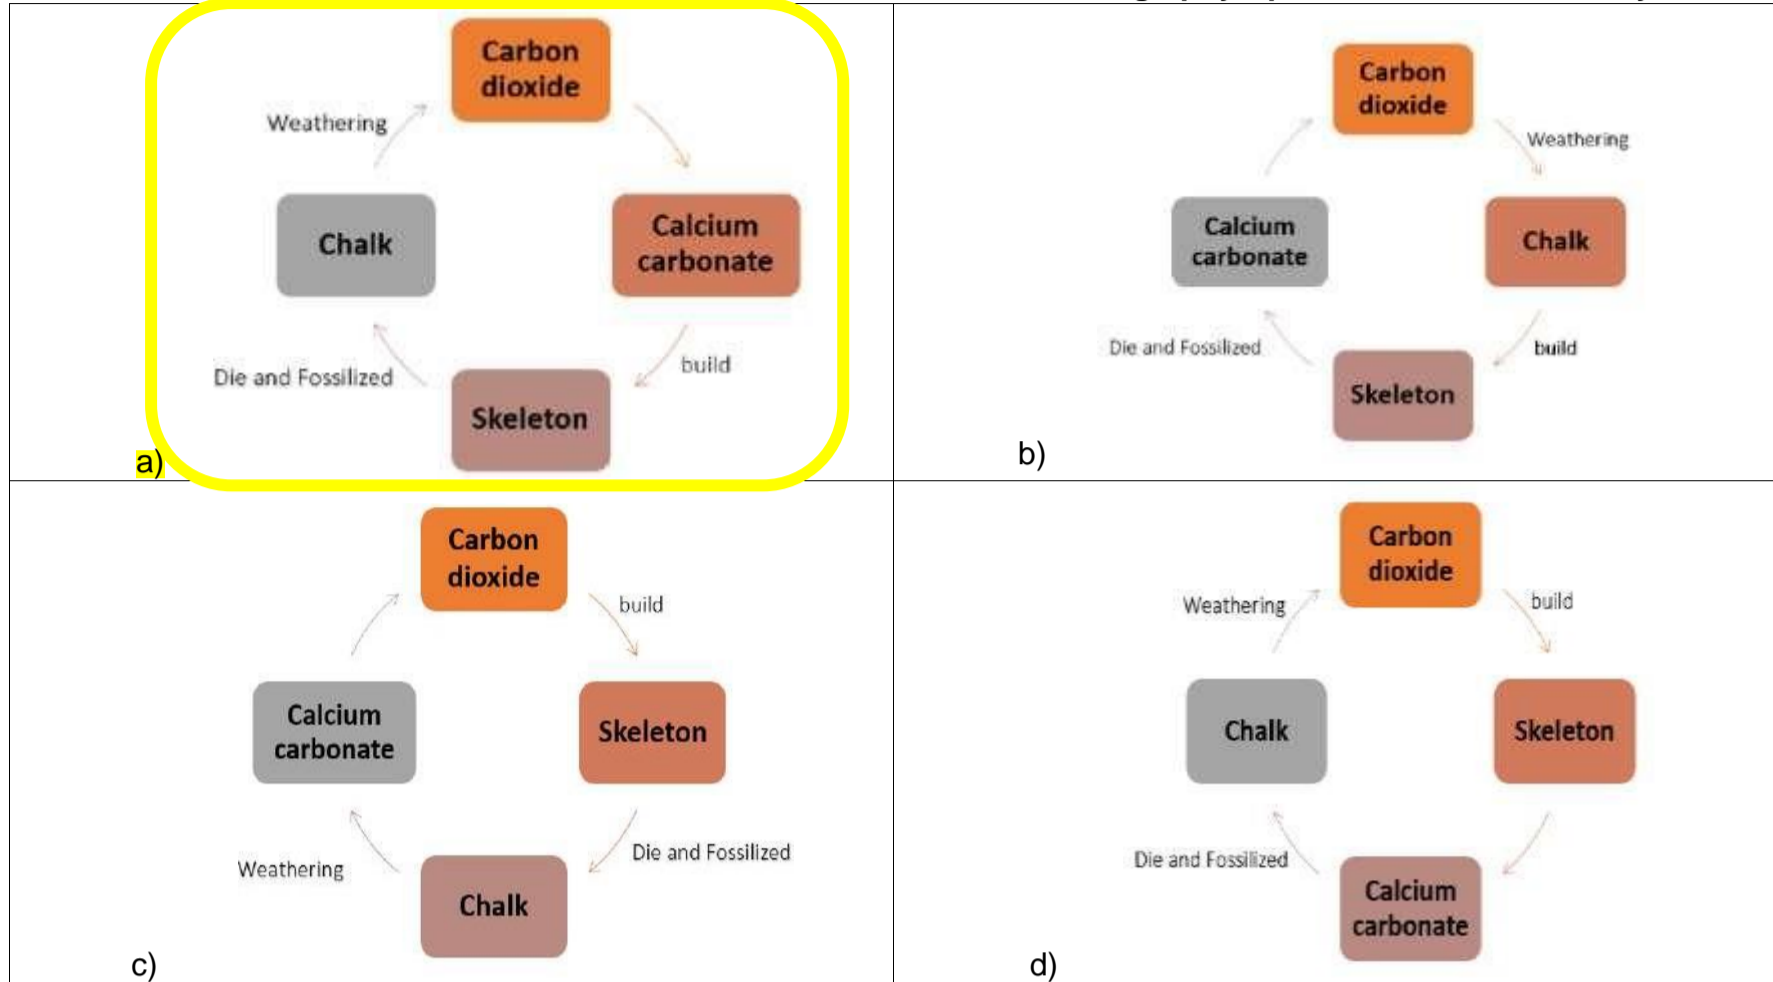 Carbon
dioxide
Weathering
Chalk
Calcium
carbonate
Die and Fossilized
build
Skeleton
a)
Carbon
dioxide
Weathering
Calcium
carbonate
Chalk
Die and Fossilized
build
Skeleton
b)
Carbon
dioxide
build
Calcium
carbonate
Skeleton
Weathering
Die and Fossilized
Chalk
c)
Carbon
dioxide
Weathering
build
Chalk
Skeleton
Die and Fossilized
Calcium
carbonate
d)